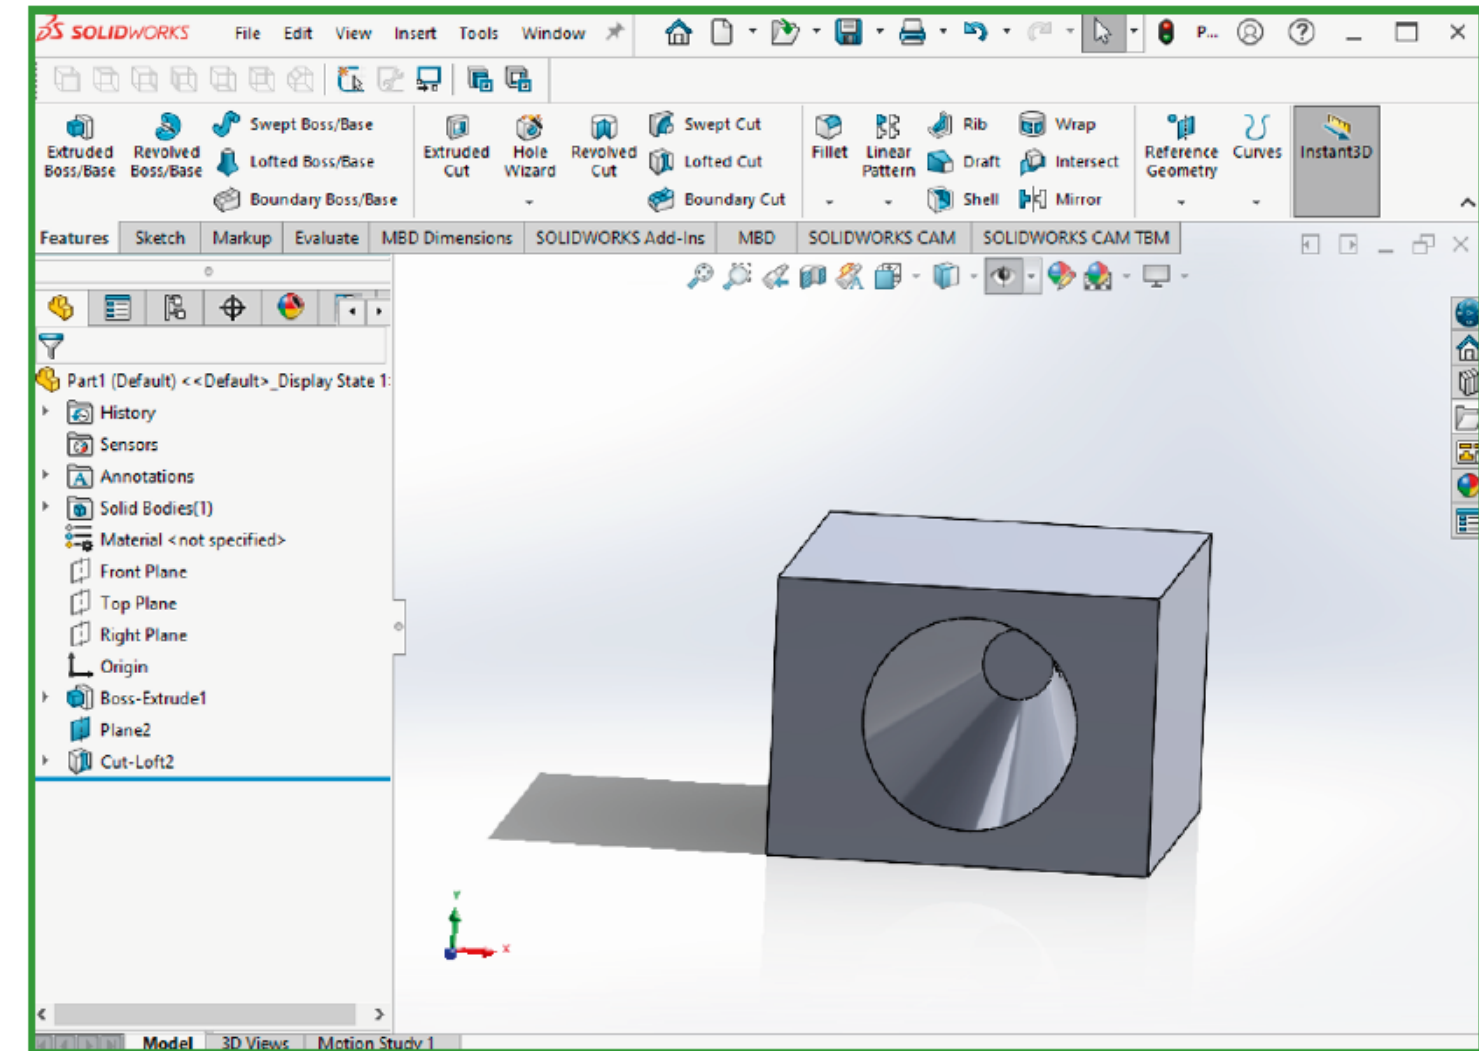 SOLIDWORKS File Edit View Insert Tools Window P...
Extruded Boss/Base
Revolved Boss/Base
Swept Boss/Base
Lofted Boss/Base
Boundary Boss/Base
Extruded Cut
Hole Wizard
Revolved Cut
Swept Cut
Lofted Cut
Boundary Cut
Fillet
Linear Pattern
Rib
Draft
Shell
Wrap
Intersect
Mirror
Reference Geometry
Curves
Instant3D
Features Sketch Markup Evaluate MBD Dimensions SOLIDWORKS Add-Ins MBD SOLIDWORKS CAM SOLIDWORKS CAM TBM
Part1 (Default) <<Default>_Display State 1:
History
Sensors
Annotations
Solid Bodies(1)
Material <not specified>
Front Plane
Top Plane
Right Plane
Origin
Boss-Extrude1
Plane2
Cut-Loft2
Y
X
Model 3D Views Motion Study 1